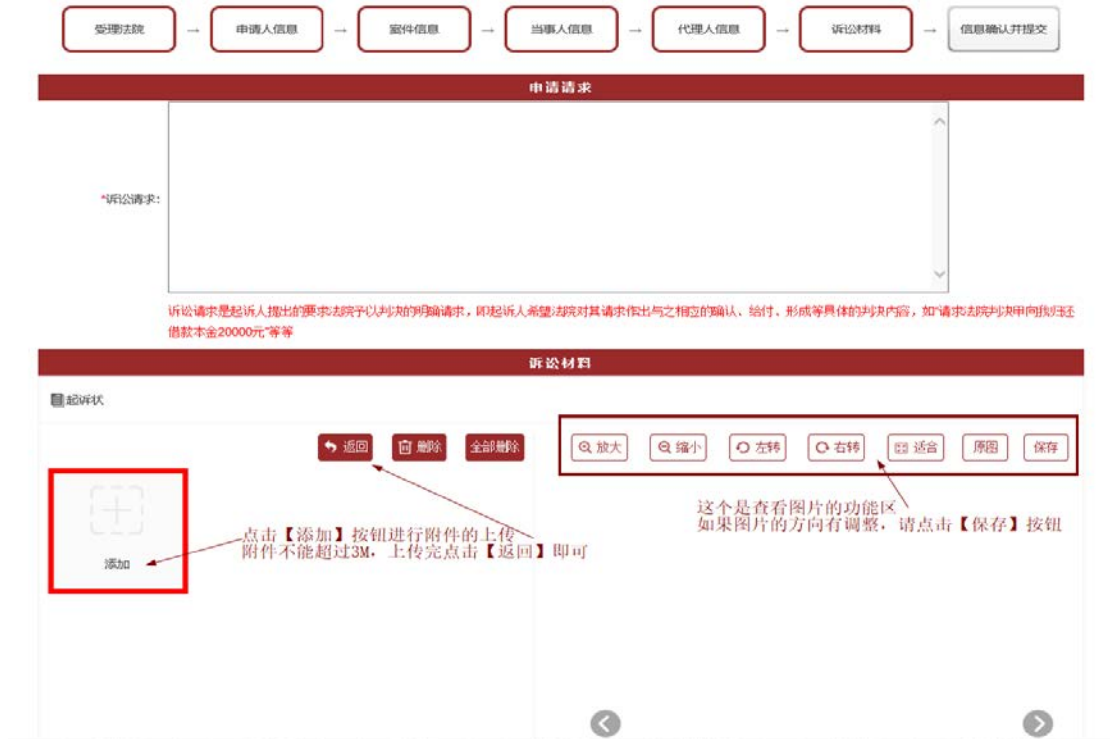 受理法院 → 申请人信息 → 案件信息 → 当事人信息 → 代理人信息 → 诉讼材料 → 信息确认并提交
申请请求
*诉讼请求:
诉讼请求是起诉人提出的要求法院予以判决的明确请求，即起诉人希望法院对其请求作出与之相应的确认、给付、形成等具体的判决内容，如“请求法院判决甲向我归还
借款本金20000元”等等
诉讼材料
起诉状
返回 删除 全部删除 放大 缩小 左转 右转 适合 原图 保存
这个是查看图片的功能区
如果图片的方向有调整，请点击【保存】按钮
点击【添加】按钮进行附件的上传
附件不能超过3M，上传完点击【返回】即可
添加